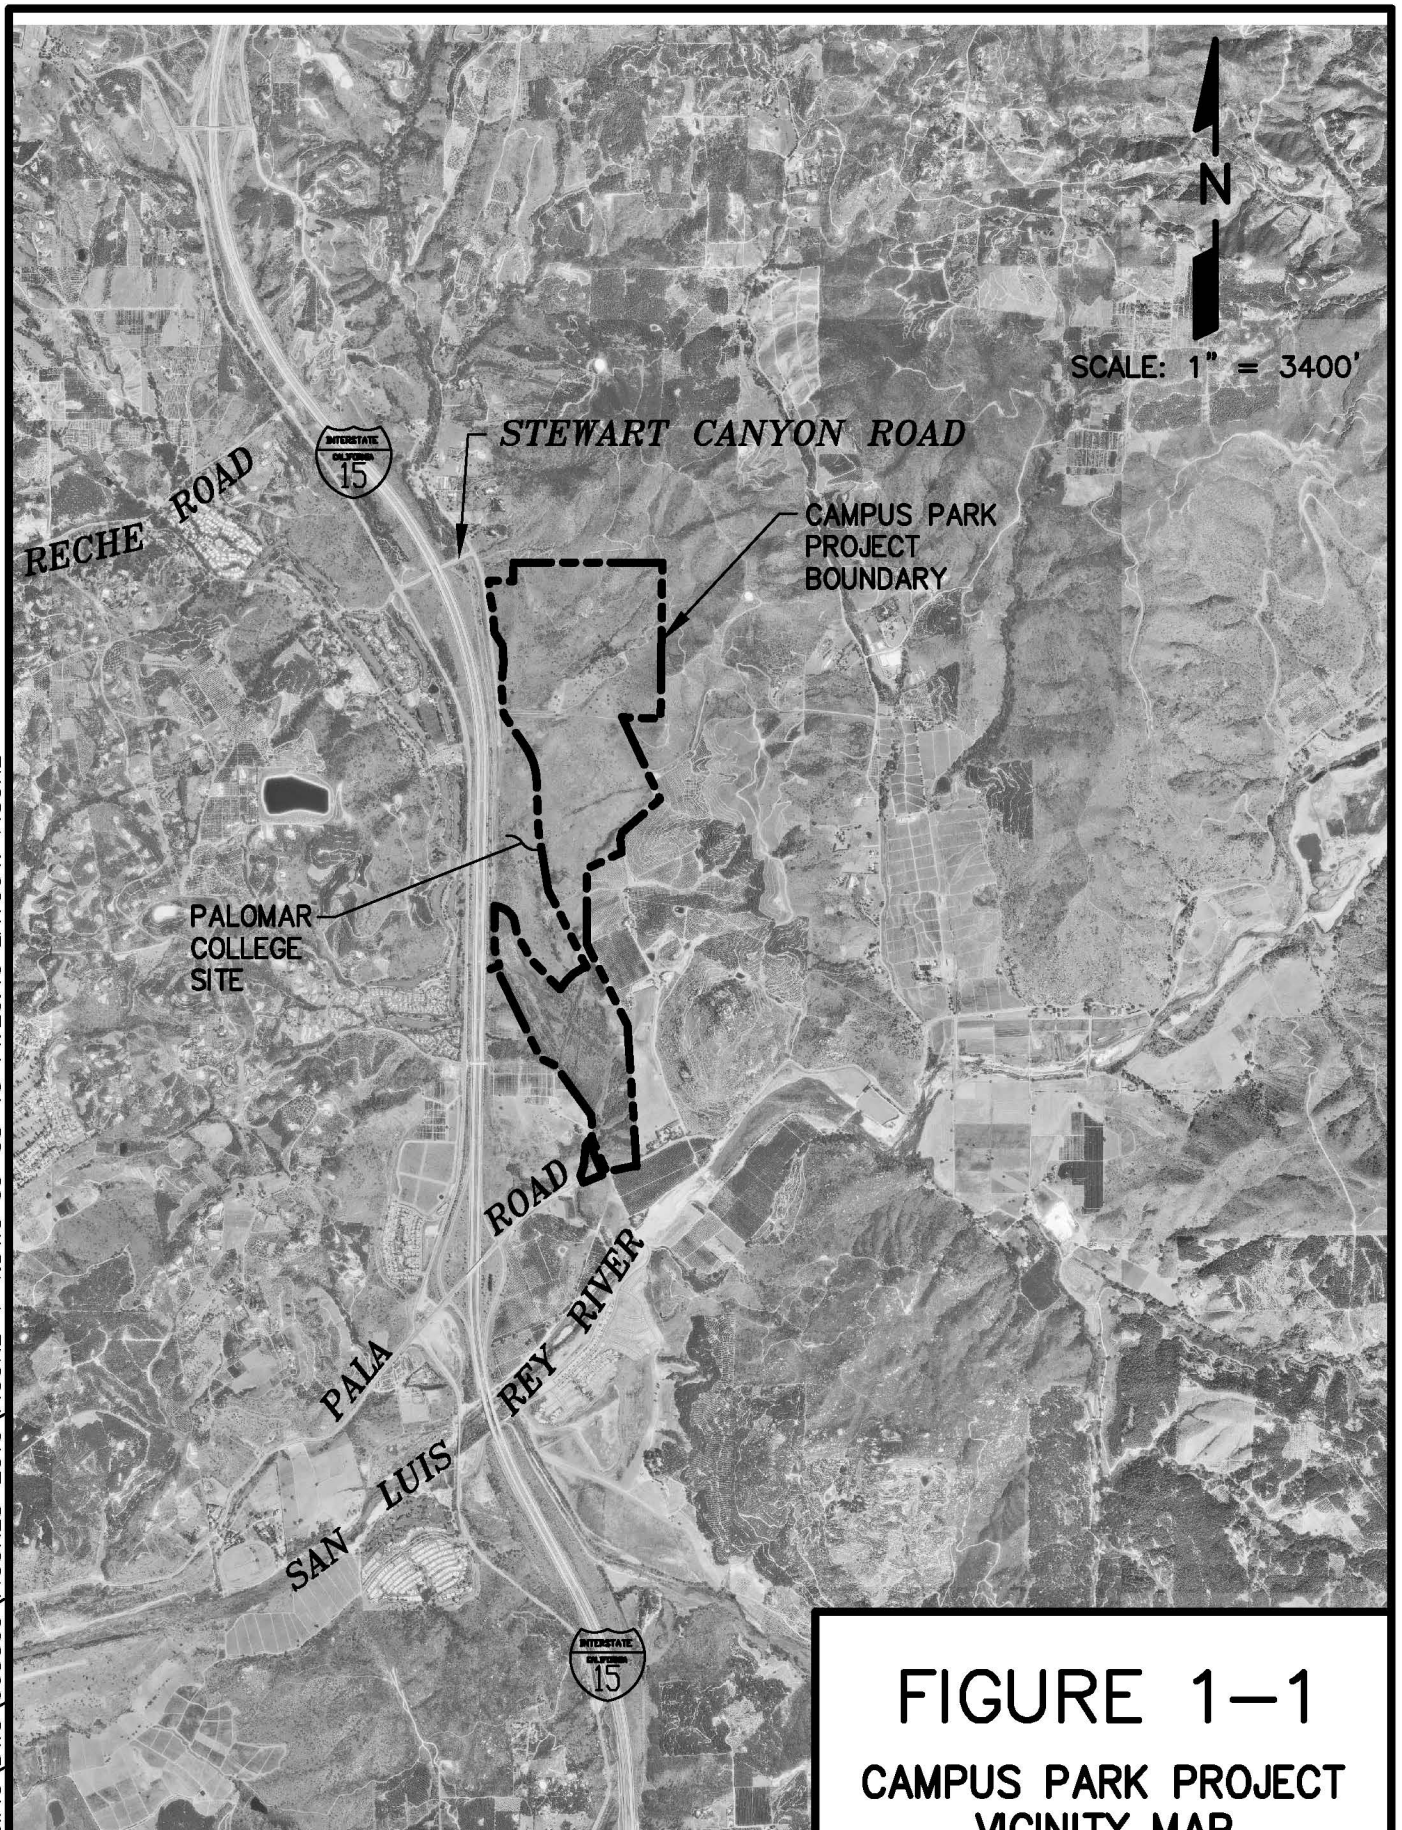 N
SCALE: 1" = 3400'
STEWART CANYON ROAD
INTERSTATE
CALIFORNIA
15
RECHE ROAD
CAMPUS PARK
PROJECT
BOUNDARY
PALOMAR
COLLEGE
SITE
PALA ROAD
SAN LUIS REY RIVER
INTERSTATE
CALIFORNIA
15
FIGURE 1-1
CAMPUS PARK PROJECT
VICINITY MAP